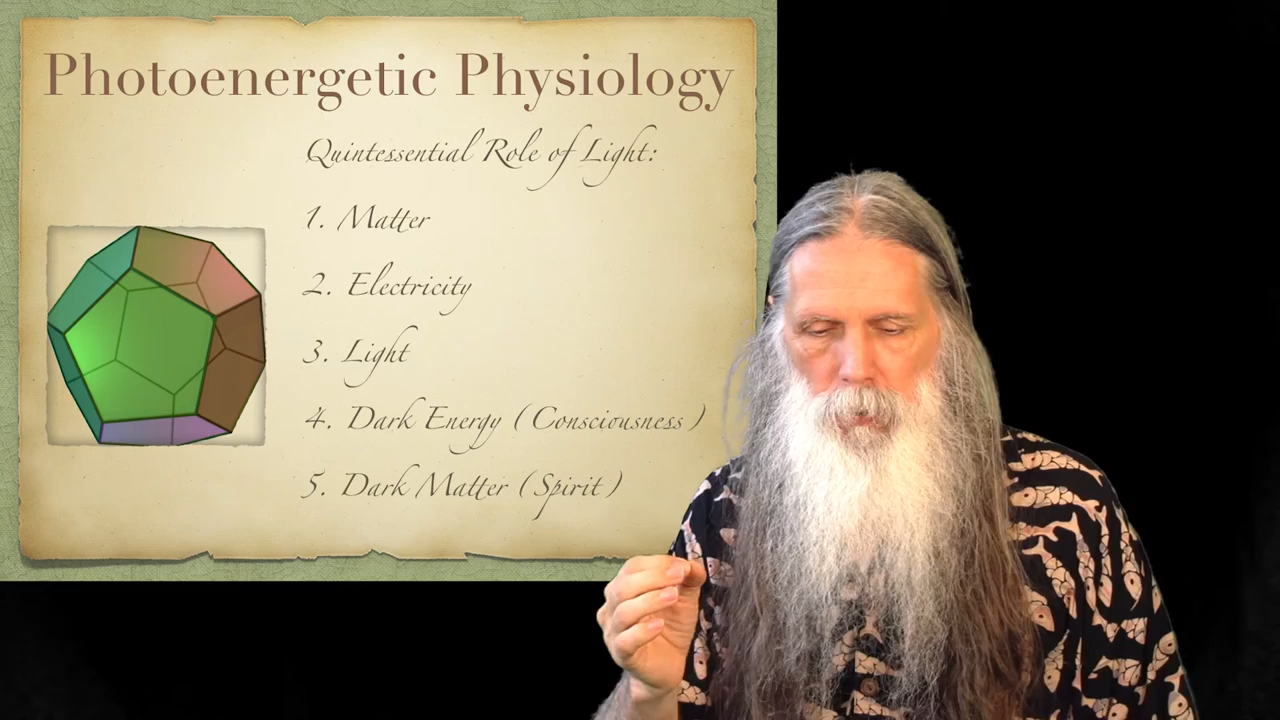 Photoenergetic Physiology
Quintessential Role of Light:
1. Matter
2. Electricity
3. Light
4. Dark Energy (Consciousness)
5. Dark Matter (Spirit)